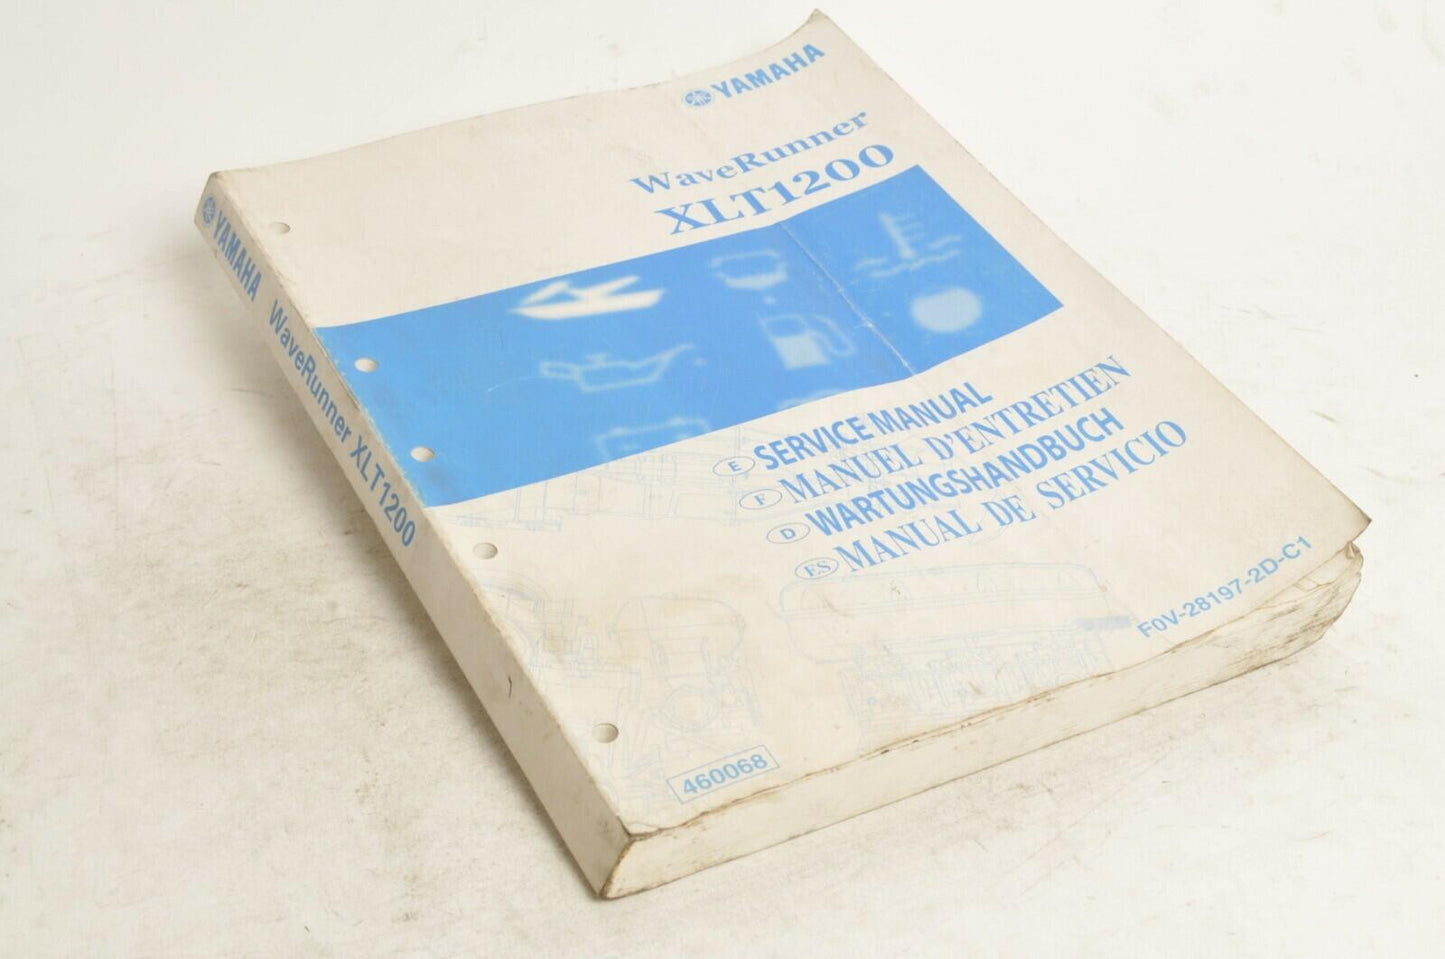 YAMAHA
WaveRunner
XLT1200
E SERVICE MANUAL
F MANUEL D'ENTRETIEN
D WARTUNGSHANDBUCH
ES MANUAL DE SERVICIO
F0V-28197-2D-C1
460068
YAMAHA WaveRunner XLT1200